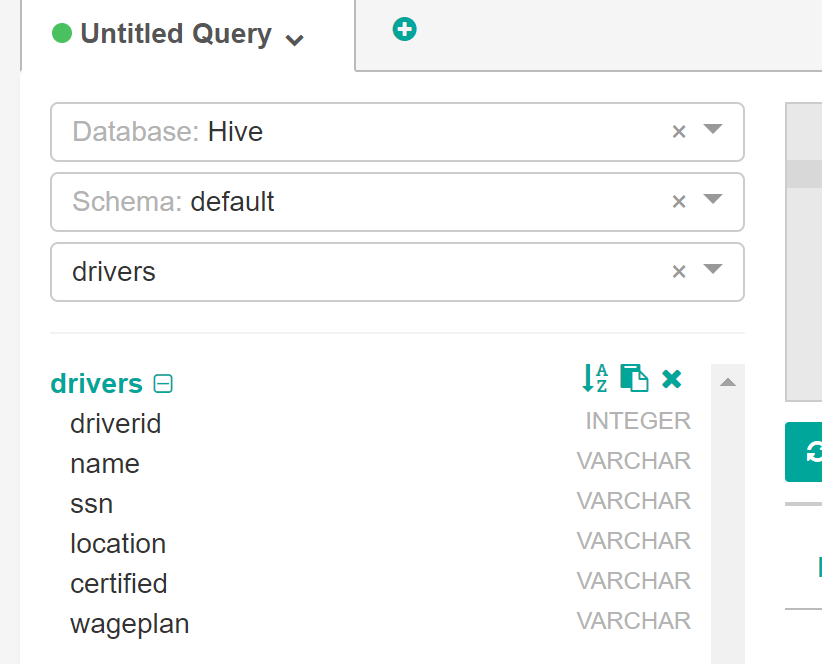 Untitled Query
Database: Hive
Schema: default
drivers
drivers
driverid INTEGER
name VARCHAR
ssn VARCHAR
location VARCHAR
certified VARCHAR
wageplan VARCHAR